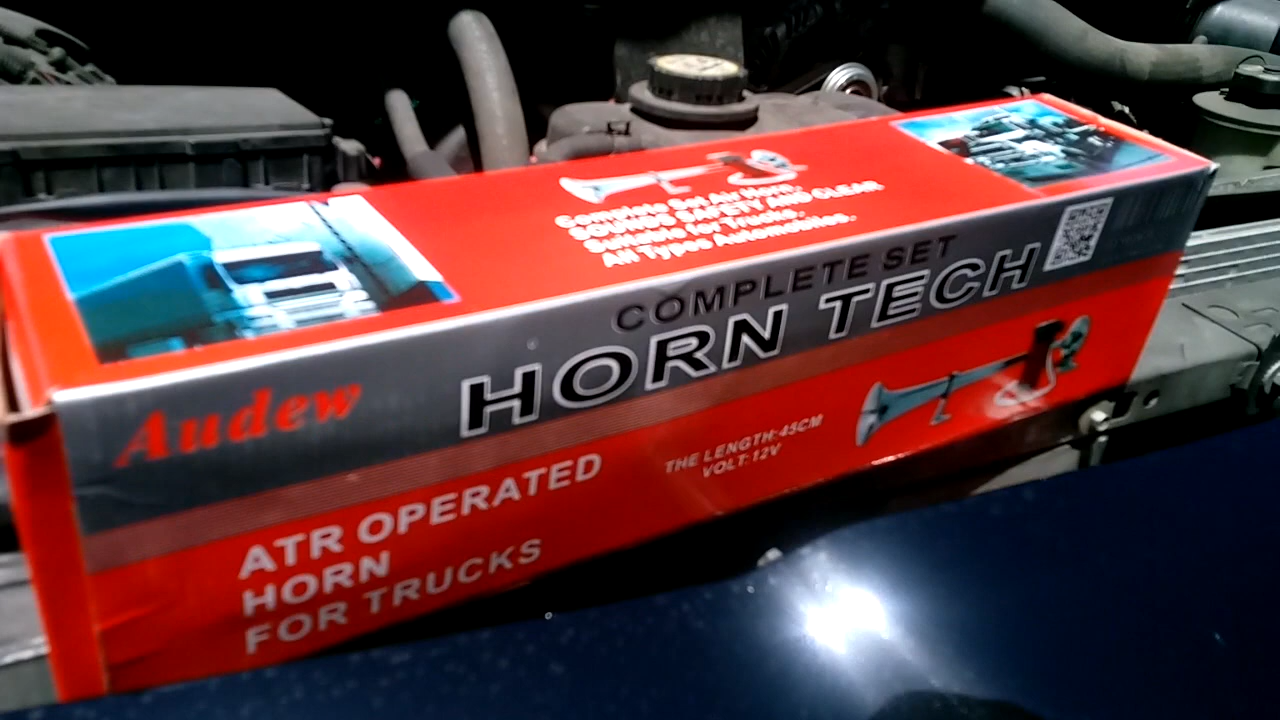 Complete Set Air Horn.
SOUNDS SAFETY AND CLEAR
Suitable for Trucks.
All Types Automobiles.
COMPLETE SET
HORN TECH
Audew
THE LENGTH:45CM
VOLT:12V
ATR OPERATED
HORN
FOR TRUCKS